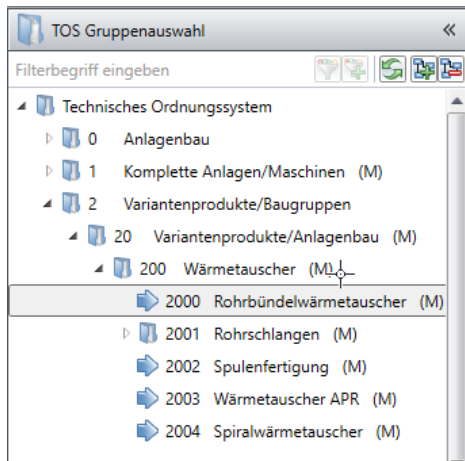 TOS Gruppenauswahl
Filterbegriff eingeben
Technisches Ordnungssystem
0 Anlagenbau
1 Komplette Anlagen/Maschinen (M)
2 Variantenprodukte/Baugruppen
20 Variantenprodukte/Anlagenbau (M)
200 Wärmetauscher (M)
2000 Rohrbündelwärmetauscher (M)
2001 Rohrschlangen (M)
2002 Spulenfertigung (M)
2003 Wärmetauscher APR (M)
2004 Spiralwärmetauscher (M)